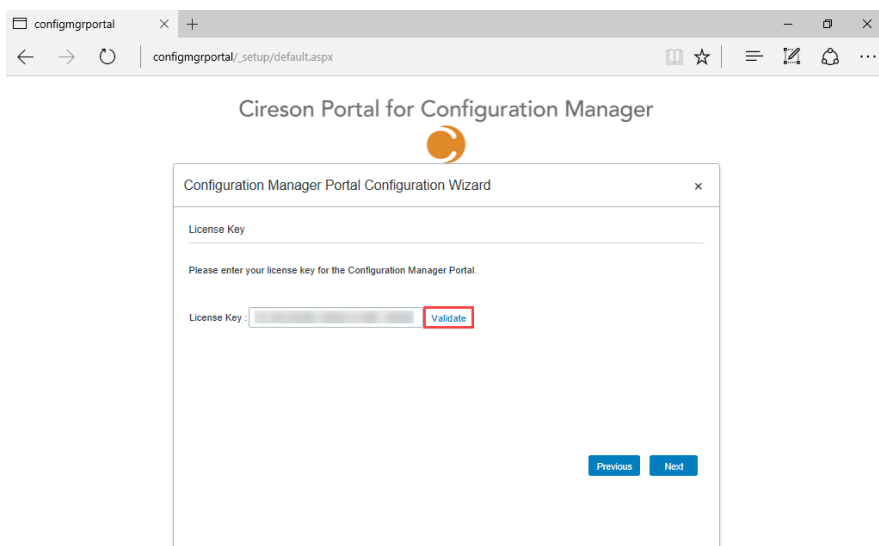 configmgrportal
configmgrportal/_setup/default.aspx
Cireson Portal for Configuration Manager
Configuration Manager Portal Configuration Wizard
License Key
Please enter your license key for the Configuration Manager Portal.
License Key : Validate
Previous Next